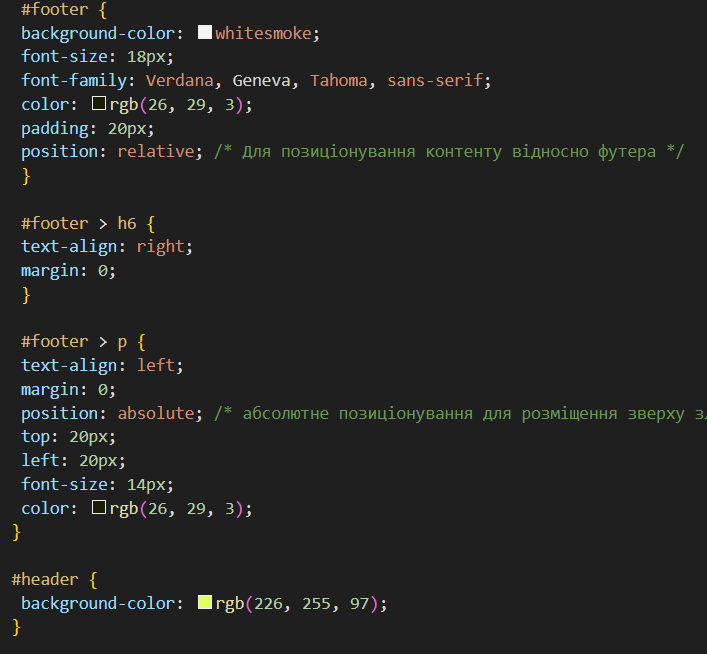 #footer {
background-color: whitesmoke;
font-size: 18px;
font-family: Verdana, Geneva, Tahoma, sans-serif;
color: rgb(26, 29, 3);
padding: 20px;
position: relative; /* Для позиціонування контенту відносно футера */
}
#footer > h6 {
text-align: right;
margin: 0;
}
#footer > p {
text-align: left;
margin: 0;
position: absolute; /* абсолютне позиціонування для розміщення зверху
top: 20px;
left: 20px;
font-size: 14px;
color: rgb(26, 29, 3);
}
#header {
background-color: rgb(226, 255, 97);
}